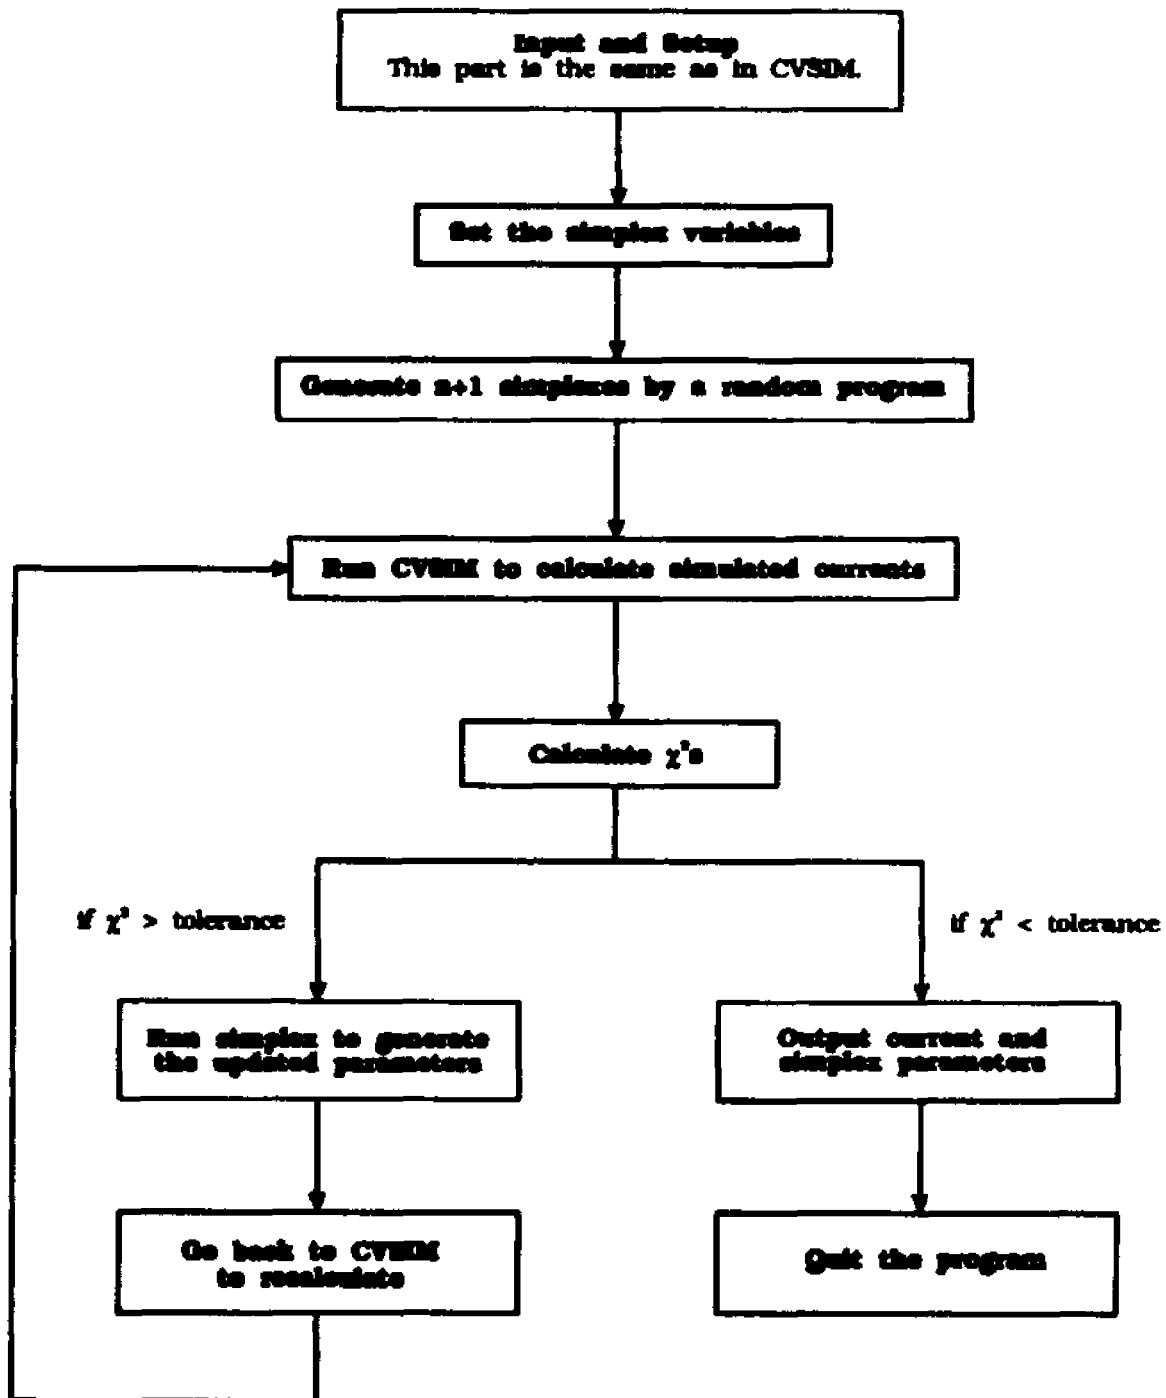 Input and Setup
This part is the same as in CVSIM.
Set the simplex variables
Generate n+1 simplexes by a random program
Run CVSIM to calculate simulated currents
Calculate χ²s
if χ² > tolerance
if χ² < tolerance
Run simplex to generate
the updated parameters
Output current and
simplex parameters
Go back to CVSIM
to recalculate
Quit the program